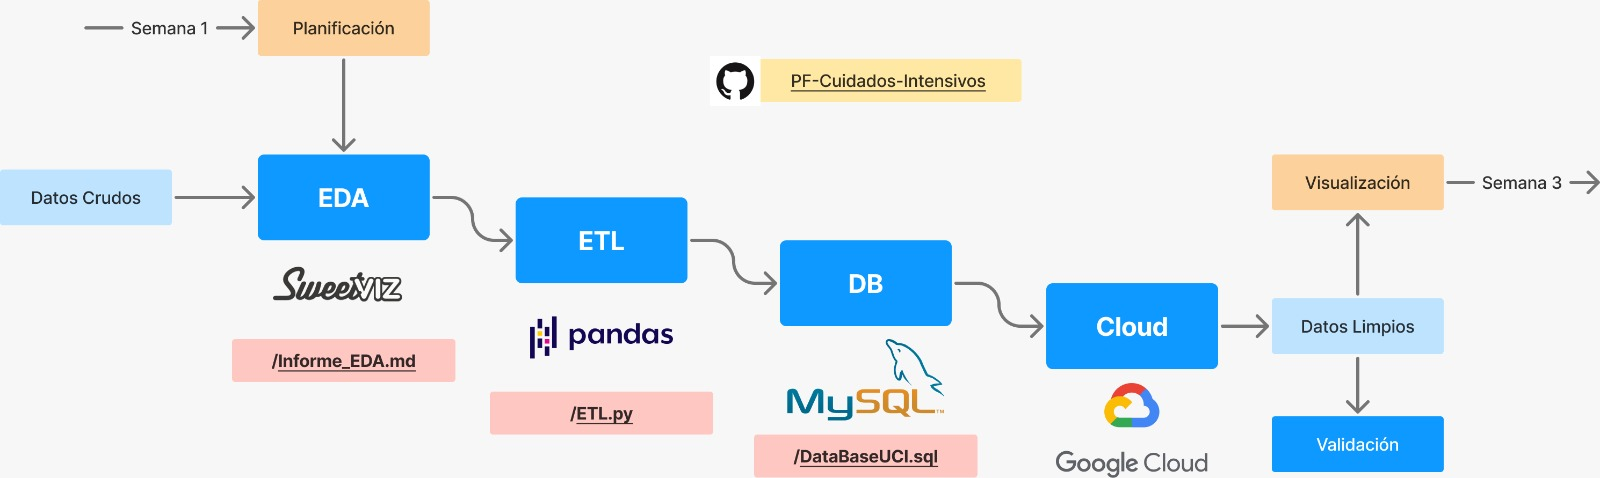 Semana 1
Planificación
PF-Cuidados-Intensivos
Datos Crudos
EDA
SweetVIZ
/Informe_EDA.md
ETL
pandas
/ETL.py
DB
MySQL™
/DataBaseUCI.sql
Cloud
Google Cloud
Visualización
Semana 3
Datos Limpios
Validación